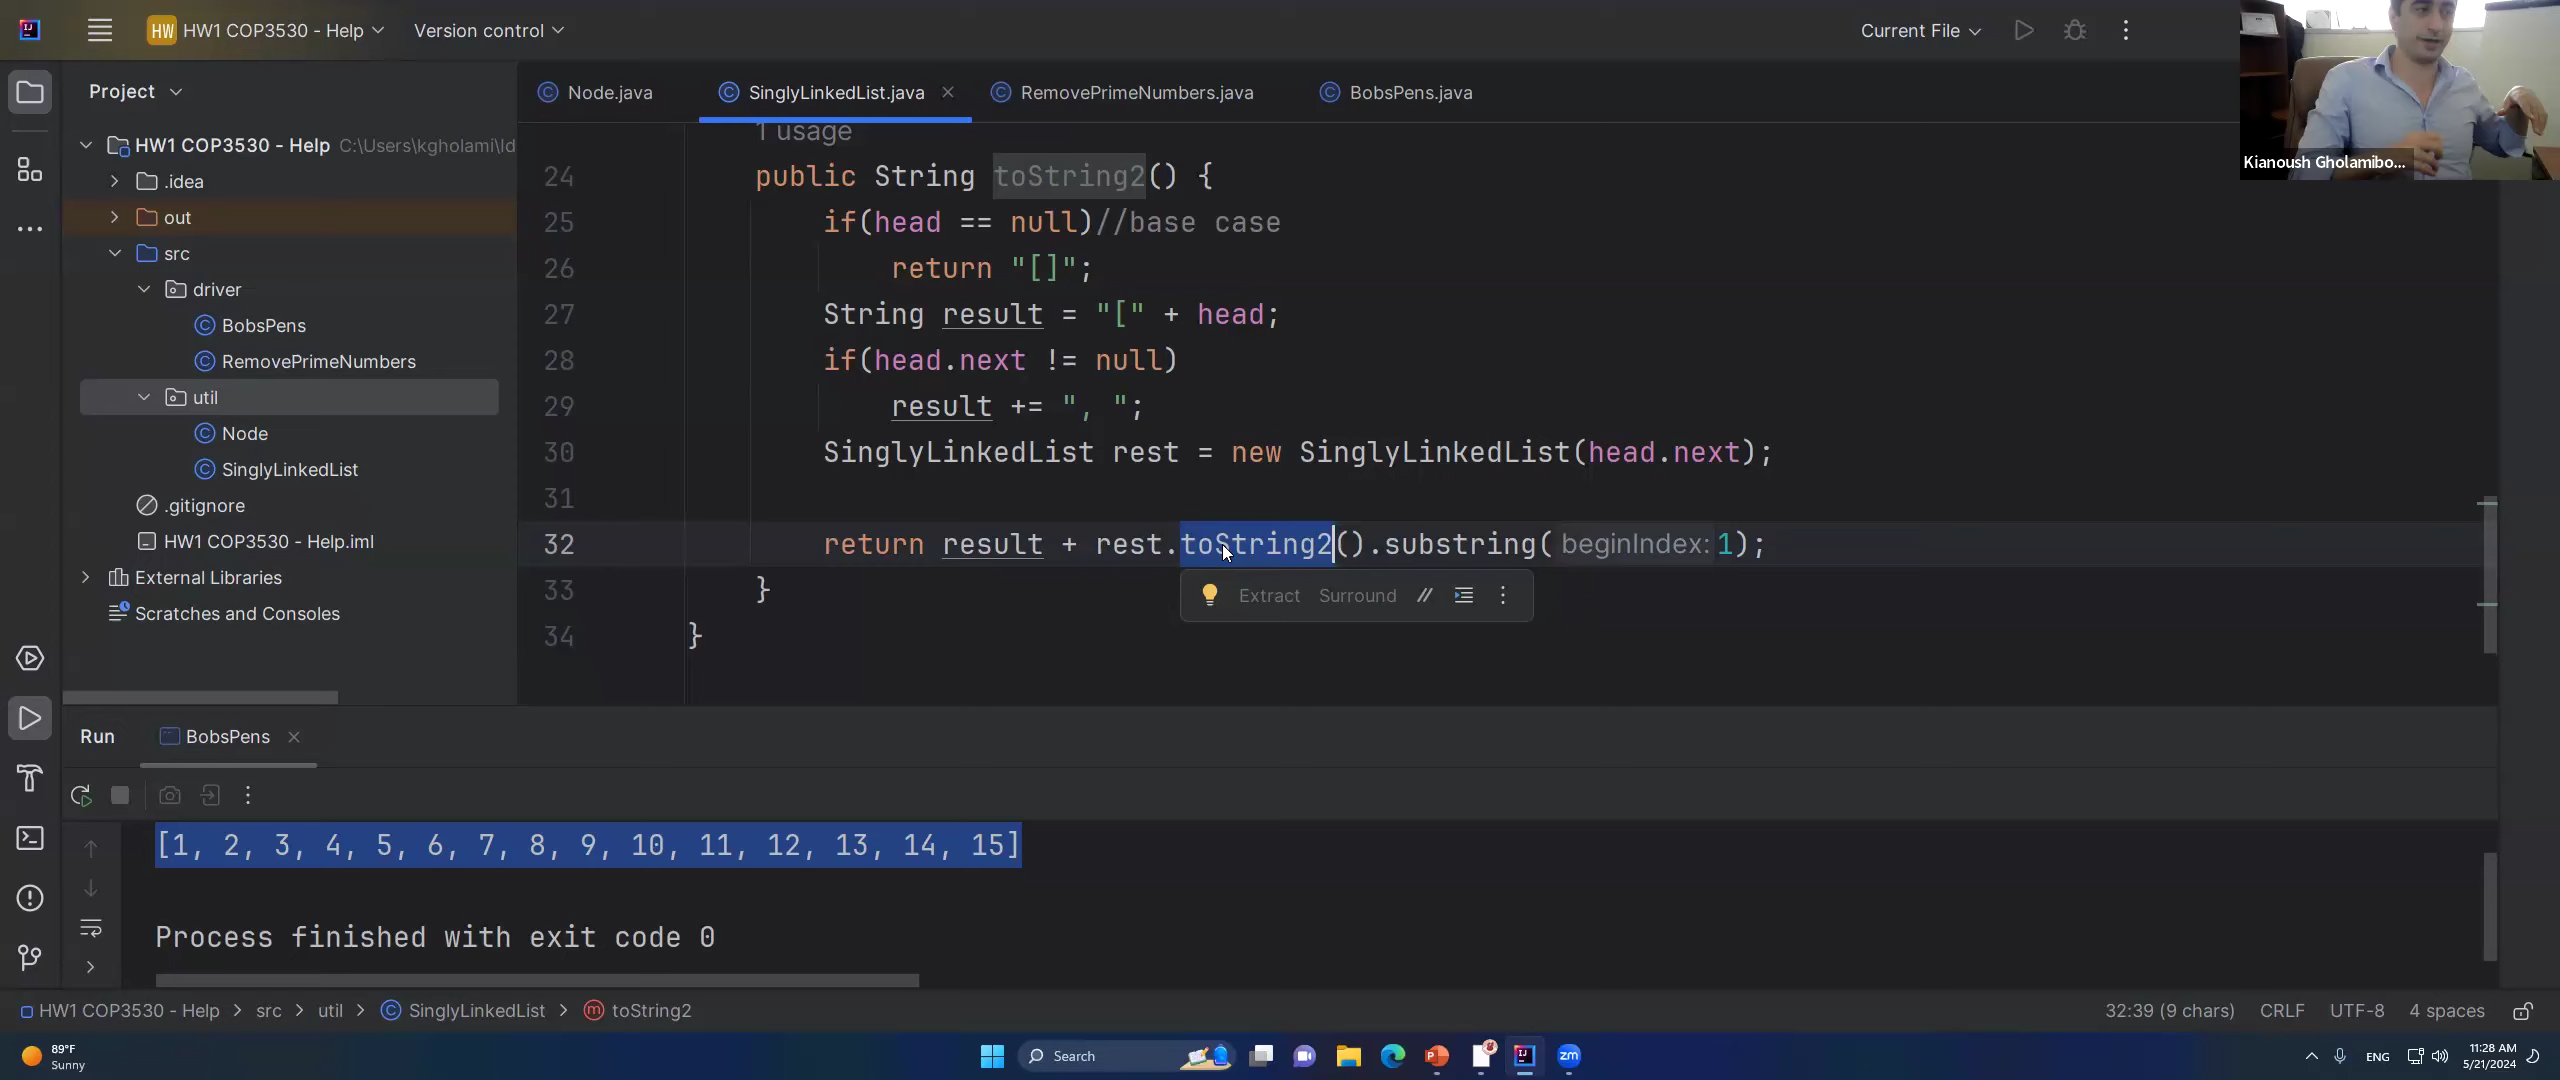 HW HW1 COP3530 - Help Version control Current File
Project
Node.java SinglyLinkedList.java RemovePrimeNumbers.java BobsPens.java
HW1 COP3530 - Help C:\Users\kgholami\Id
.idea
out
src
driver
BobsPens
RemovePrimeNumbers
util
Node
SinglyLinkedList
.gitignore
HW1 COP3530 - Help.iml
External Libraries
Scratches and Consoles
1 usage
24 public String toString2() {
25 if(head == null)//base case
26 return "[]";
27 String result = "[" + head;
28 if(head.next != null)
29 result += ", ";
30 SinglyLinkedList rest = new SinglyLinkedList(head.next);
31
32 return result + rest.toString2().substring( beginIndex: 1);
33 }
34 }
Extract Surround //
Kianoush Gholamibo...
Run BobsPens
[1, 2, 3, 4, 5, 6, 7, 8, 9, 10, 11, 12, 13, 14, 15]
Process finished with exit code 0
HW1 COP3530 - Help > src > util > SinglyLinkedList > toString2 32:39 (9 chars) CRLF UTF-8 4 spaces
89°F
Sunny
Search
zm
ENG
11:28 AM
5/21/2024